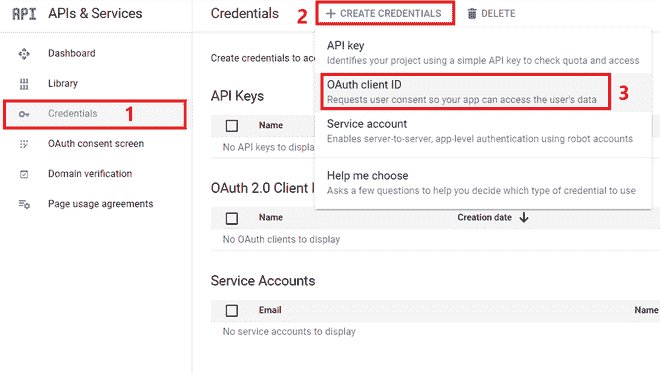 API APIs & Services
Dashboard
Library
Credentials 1
OAuth consent screen
Domain verification
Page usage agreements
Credentials 2 + CREATE CREDENTIALS DELETE
Create credentials to acc
API key
Identifies your project using a simple API key to check quota and access
OAuth client ID
Requests user consent so your app can access the user's data 3
Service account
Enables server-to-server, app-level authentication using robot accounts
Help me choose
Asks a few questions to help you decide which type of credential to use
API Keys
Name
No API keys to displa
OAuth 2.0 Client I
Name Creation date
No OAuth clients to display
Service Accounts
Email Name
No service accounts to display